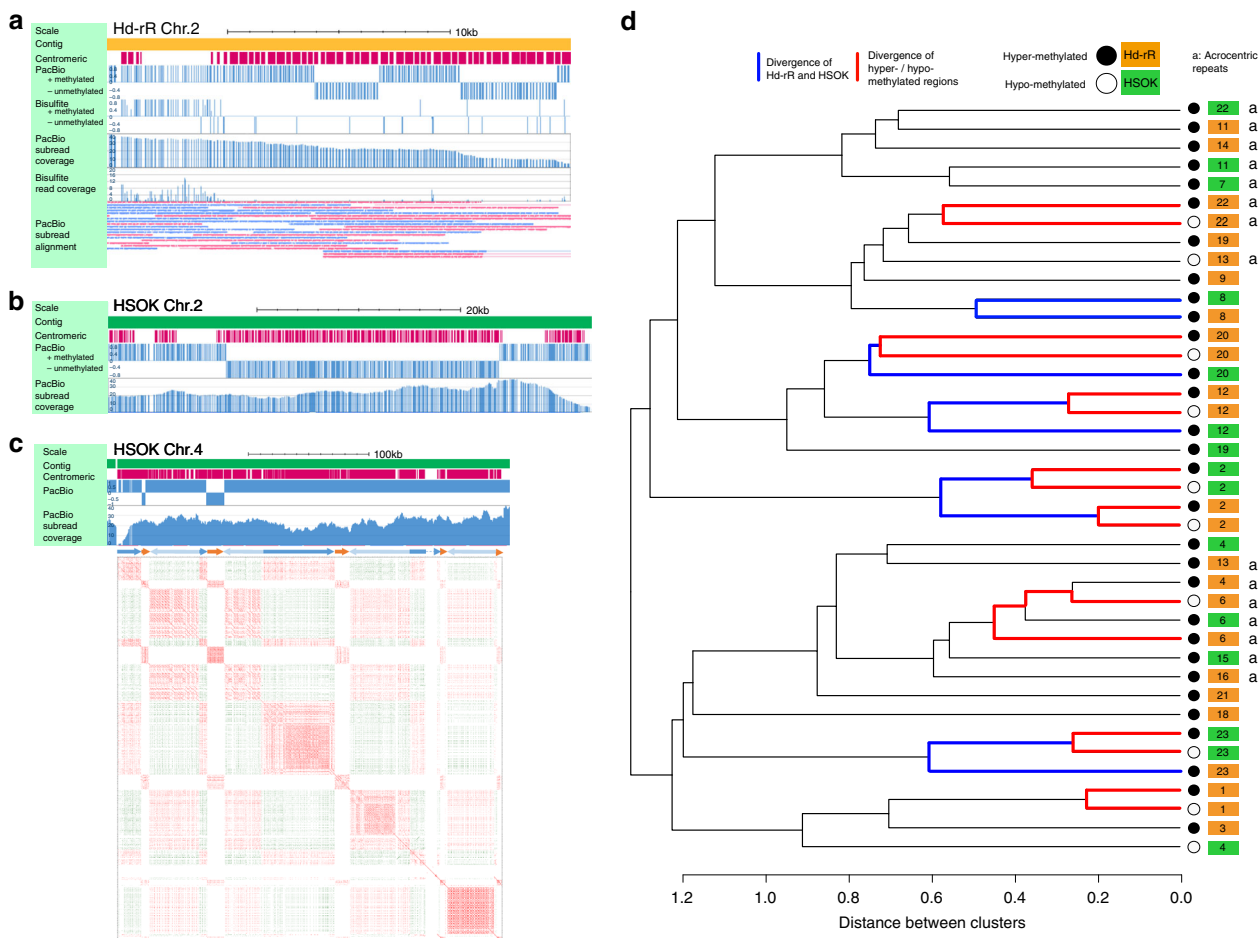 a
Hd-rR Chr.2
Scale
10kb
Contig
Centromeric
PacBio
+ methylated
– unmethylated
Bisulfite
+ methylated
– unmethylated
PacBio
subread
coverage
Bisulfite
read coverage
PacBio
subread
alignment
b
HSOK Chr.2
Scale
20kb
Contig
Centromeric
PacBio
+ methylated
– unmethylated
PacBio
subread
coverage
c
HSOK Chr.4
Scale
100kb
Contig
Centromeric
PacBio
PacBio
subread
coverage
d
Divergence of
Hd-rR and HSOK
Divergence of
hyper- / hypo-
methylated regions
Hyper-methylated
Hd-rR
Hypo-methylated
HSOK
a: Acrocentric
repeats
22 a
11 a
14 a
11 a
7 a
22 a
22 a
19
13 a
9
8
8
20
20
20
12
12
12
19
2
2
2
2
4
13 a
4 a
6 a
6 a
6 a
15 a
16 a
21
18
23
23
23
1
1
3
4
1.2 1.0 0.8 0.6 0.4 0.2 0.0
Distance between clusters